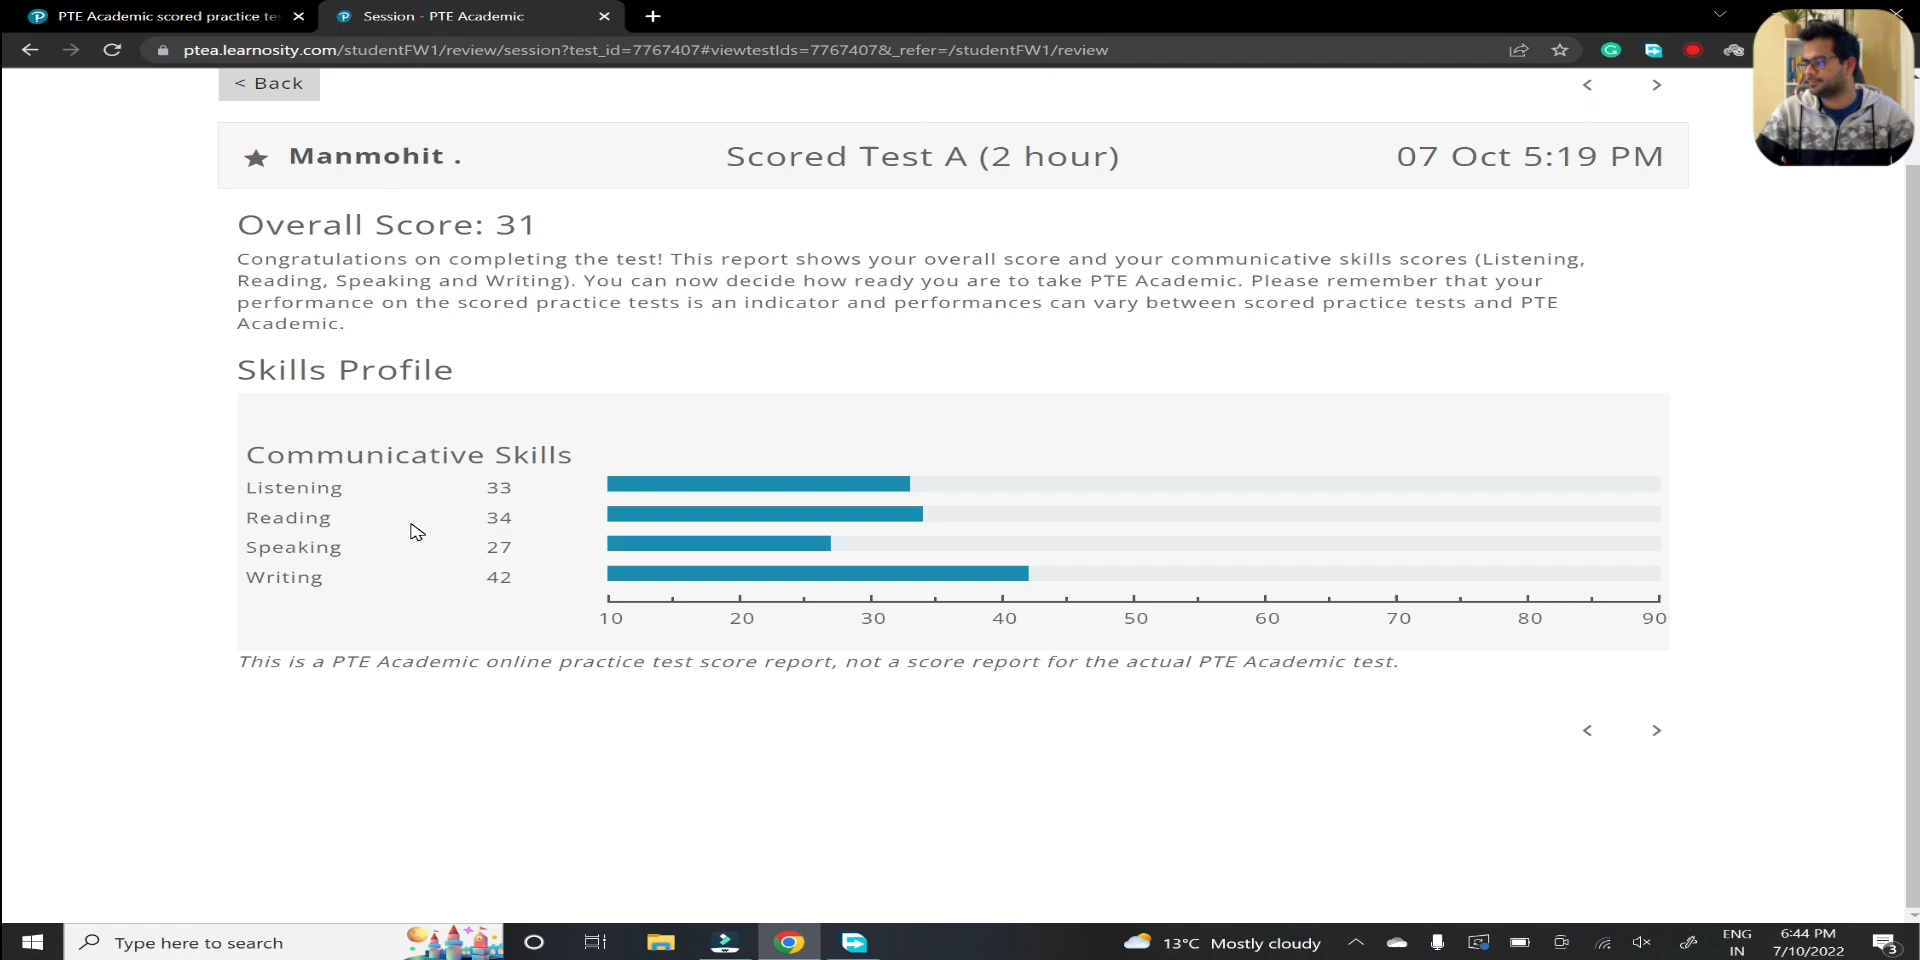 PTE Academic scored practice te
Session - PTE Academic
ptea.learnosity.com/studentFW1/review/session?test_id=7767407#viewtestIds=7767407&_refer=/studentFW1/review
< Back
< >
Manmohit .
Scored Test A (2 hour)
07 Oct 5:19 PM
Overall Score: 31
Congratulations on completing the test! This report shows your overall score and your communicative skills scores (Listening,
Reading, Speaking and Writing). You can now decide how ready you are to take PTE Academic. Please remember that your
performance on the scored practice tests is an indicator and performances can vary between scored practice tests and PTE
Academic.
Skills Profile
Communicative Skills
Listening 33
Reading 34
Speaking 27
Writing 42
10 20 30 40 50 60 70 80 90
This is a PTE Academic online practice test score report, not a score report for the actual PTE Academic test.
< >
Type here to search
13°C Mostly cloudy
ENG
IN
6:44 PM
7/10/2022
3